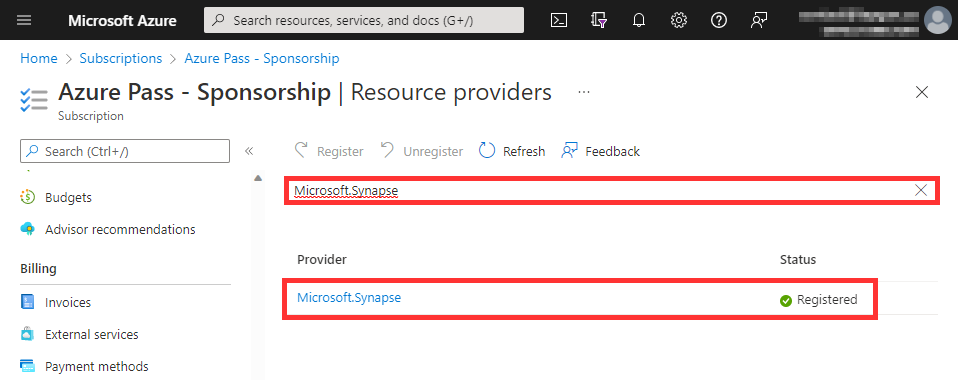 Microsoft Azure
Search resources, services, and docs (G+/)
Home > Subscriptions > Azure Pass - Sponsorship
Azure Pass - Sponsorship | Resource providers ...
Subscription
Search (Ctrl+/)
«
Register
Unregister
Refresh
Feedback
Microsoft.Synapse
Budgets
Advisor recommendations
Billing
Invoices
External services
Payment methods
Provider
Status
Microsoft.Synapse
Registered